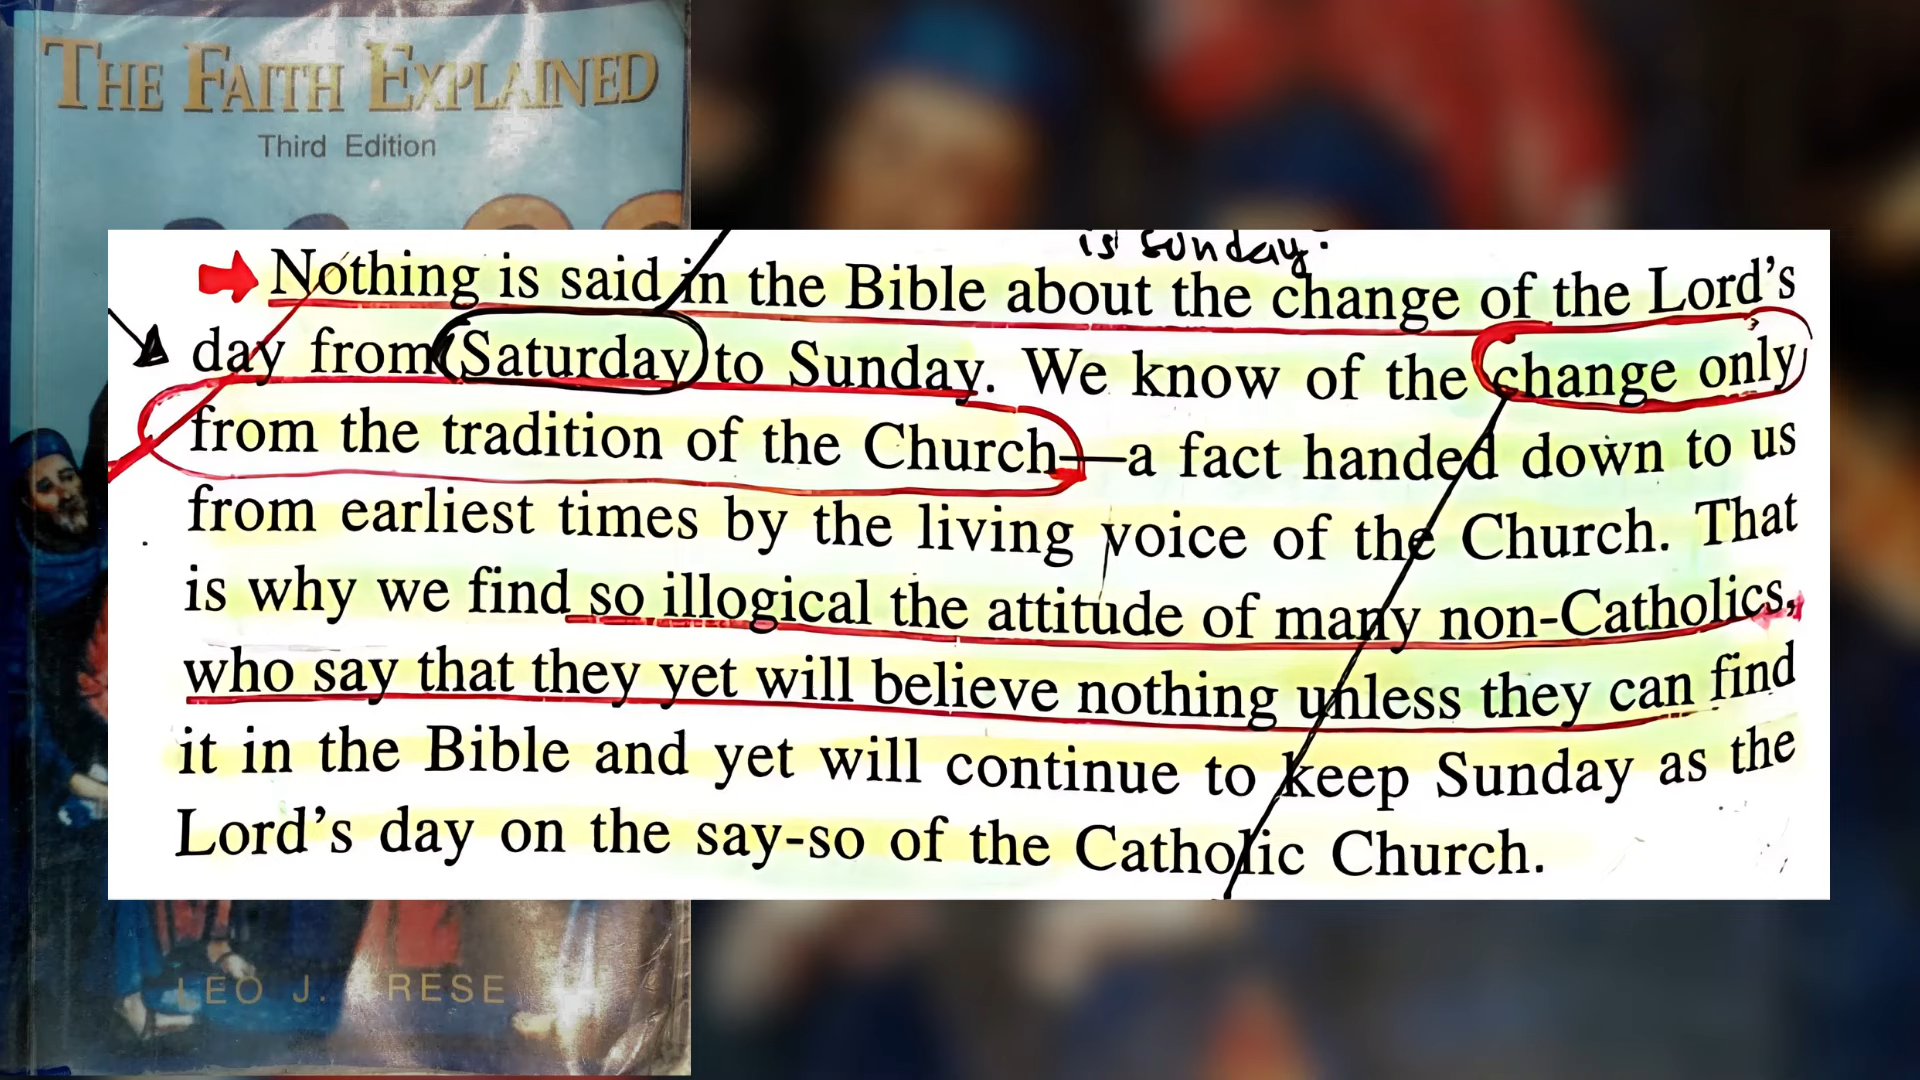 THE FAITH EXPLAINED
Third Edition
is sunday.
Nothing is said in the Bible about the change of the Lord's
day from Saturday to Sunday. We know of the change only
from the tradition of the Church—a fact handed down to us
from earliest times by the living voice of the Church. That
is why we find so illogical the attitude of many non-Catholics,
who say that they yet will believe nothing unless they can find
it in the Bible and yet will continue to keep Sunday as the
Lord's day on the say-so of the Catholic Church.
LEO J. RESE